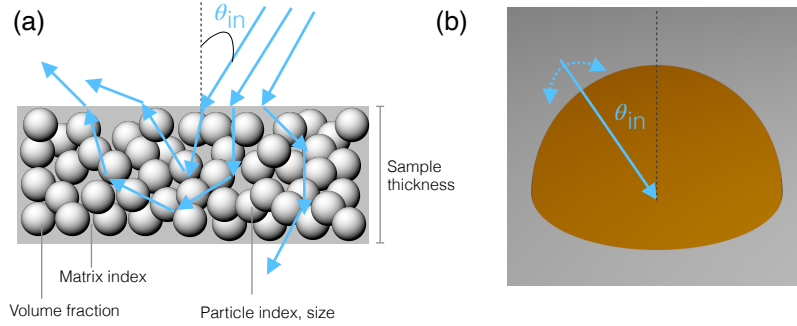 (a)
θin
Sample
thickness
Matrix index
Volume fraction
Particle index, size
(b)
θin